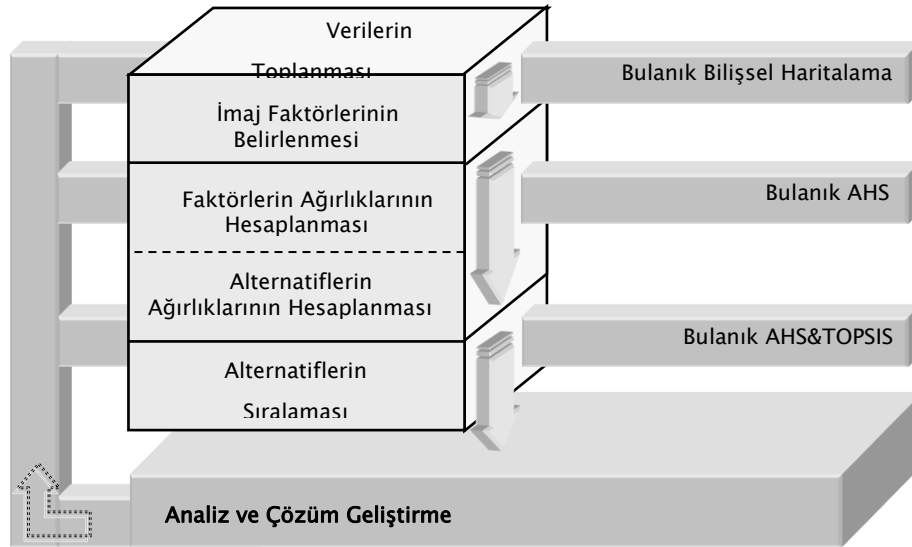 Verilerin
Toplanması
İmaj Faktörlerinin
Belirlenmesi
Faktörlerin Ağırlıklarının
Hesaplanması
Alternatiflerin
Ağırlıklarının Hesaplanması
Alternatiflerin
Sıralaması
Bulanık Bilişsel Haritalama
Bulanık AHS
Bulanık AHS&TOPSIS
Analiz ve Çözüm Geliştirme